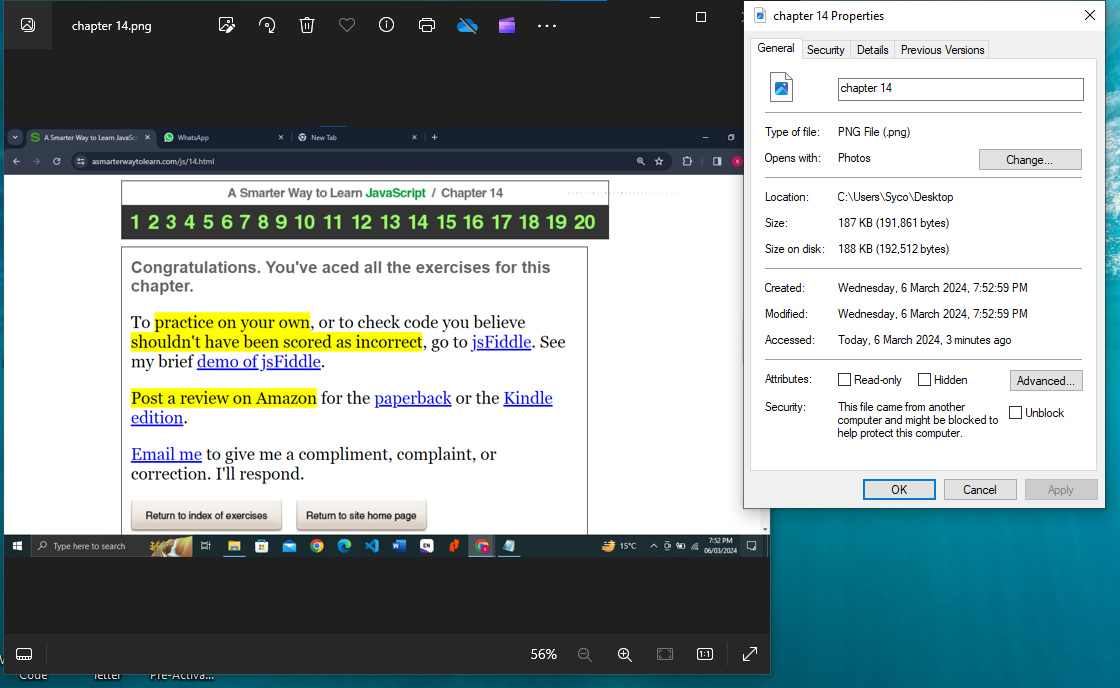 chapter 14.png
A Smarter Way to Learn JavaSc
WhatsApp
New Tab
asmarterwaytolearn.com/js/14.html
A Smarter Way to Learn JavaScript / Chapter 14
1 2 3 4 5 6 7 8 9 10 11 12 13 14 15 16 17 18 19 20
Congratulations. You've aced all the exercises for this
chapter.
To practice on your own, or to check code you believe
shouldn't have been scored as incorrect, go to jsFiddle. See
my brief demo of jsFiddle.
Post a review on Amazon for the paperback or the Kindle
edition.
Email me to give me a compliment, complaint, or
correction. I'll respond.
Return to index of exercises
Return to site home page
Type here to search
EN
15°C
7:52 PM
06/03/2024
56%
1:1
Code
letter
Pre-Activa...
chapter 14 Properties
General Security Details Previous Versions
chapter 14
Type of file: PNG File (.png)
Opens with: Photos
Change...
Location: C:\Users\Syco\Desktop
Size: 187 KB (191,861 bytes)
Size on disk: 188 KB (192,512 bytes)
Created: Wednesday, 6 March 2024, 7:52:59 PM
Modified: Wednesday, 6 March 2024, 7:52:59 PM
Accessed: Today, 6 March 2024, 3 minutes ago
Attributes: Read-only Hidden Advanced...
Security: This file came from another
computer and might be blocked to
help protect this computer.
Unblock
OK Cancel Apply